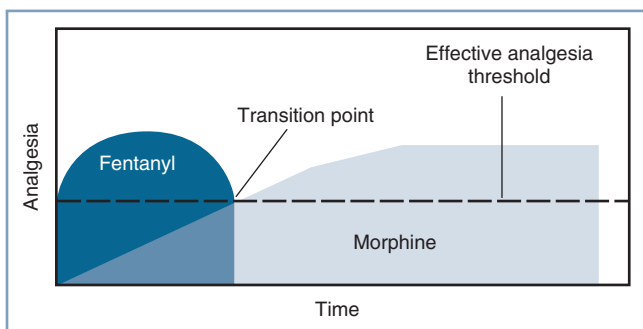 Effective analgesia
threshold
Transition point
Fentanyl
Analgesia
Morphine
Time